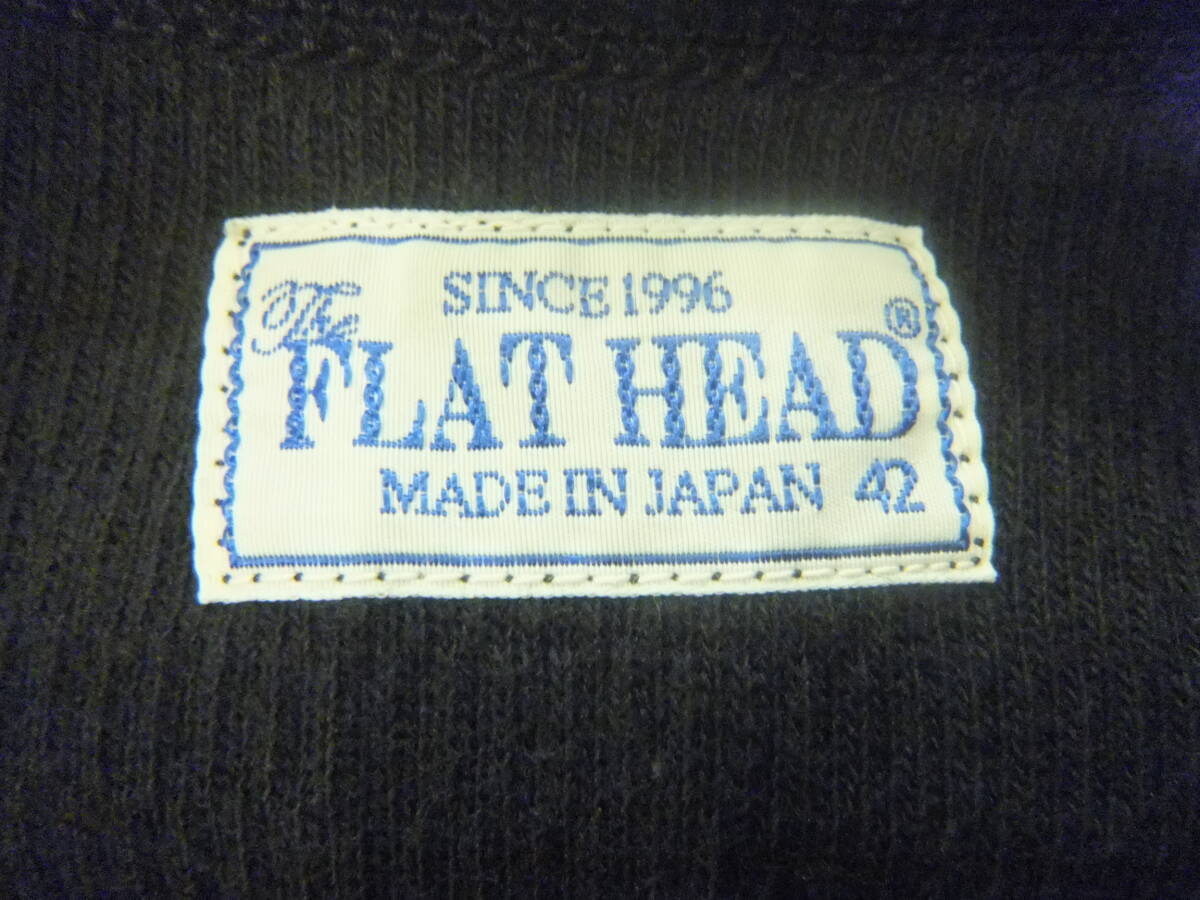 SINCE 1996
The
FLAT HEAD®
MADE IN JAPAN 42